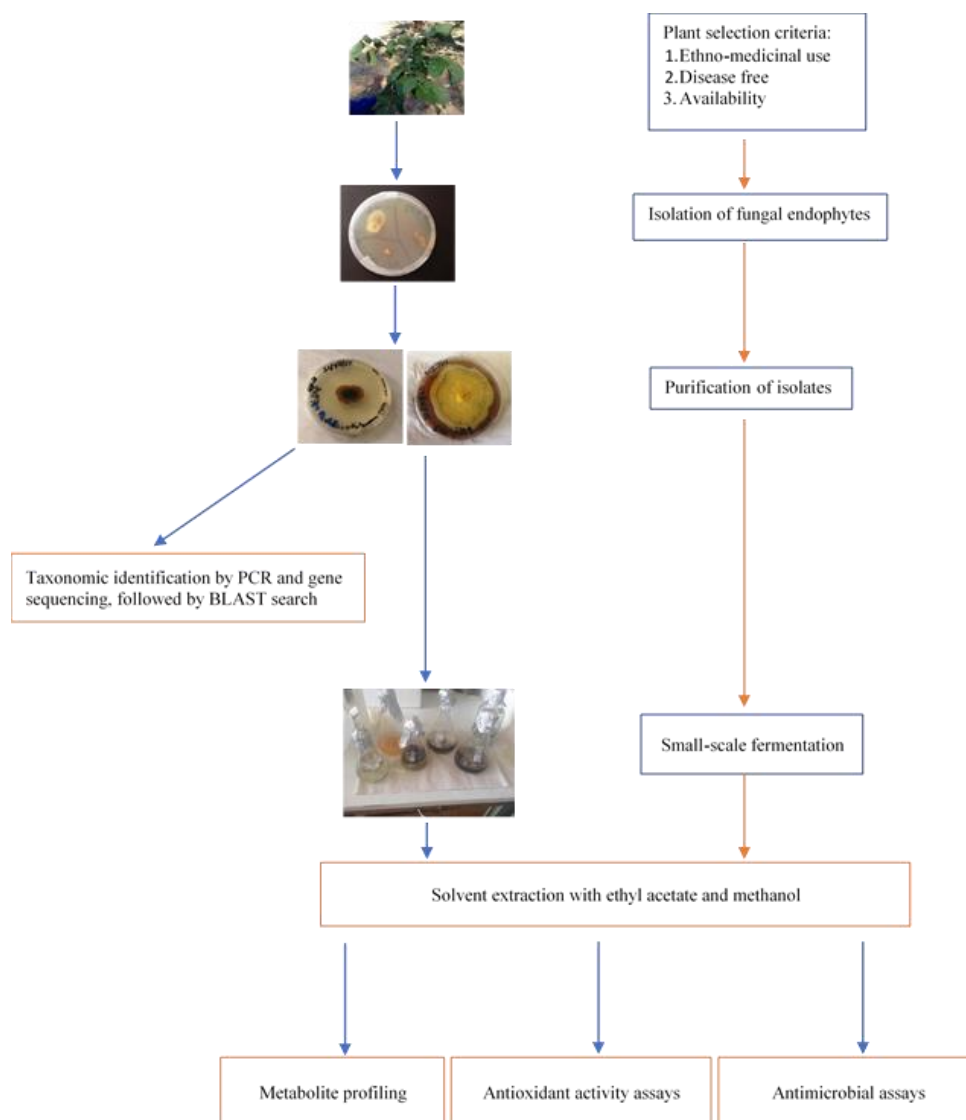 Plant selection criteria:
1.Ethno-medicinal use
2.Disease free
3. Availability
Isolation of fungal endophytes
Purification of isolates
Taxonomic identification by PCR and gene
sequencing, followed by BLAST search
Small-scale fermentation
Solvent extraction with ethyl acetate and methanol
Metabolite profiling
Antioxidant activity assays
Antimicrobial assays